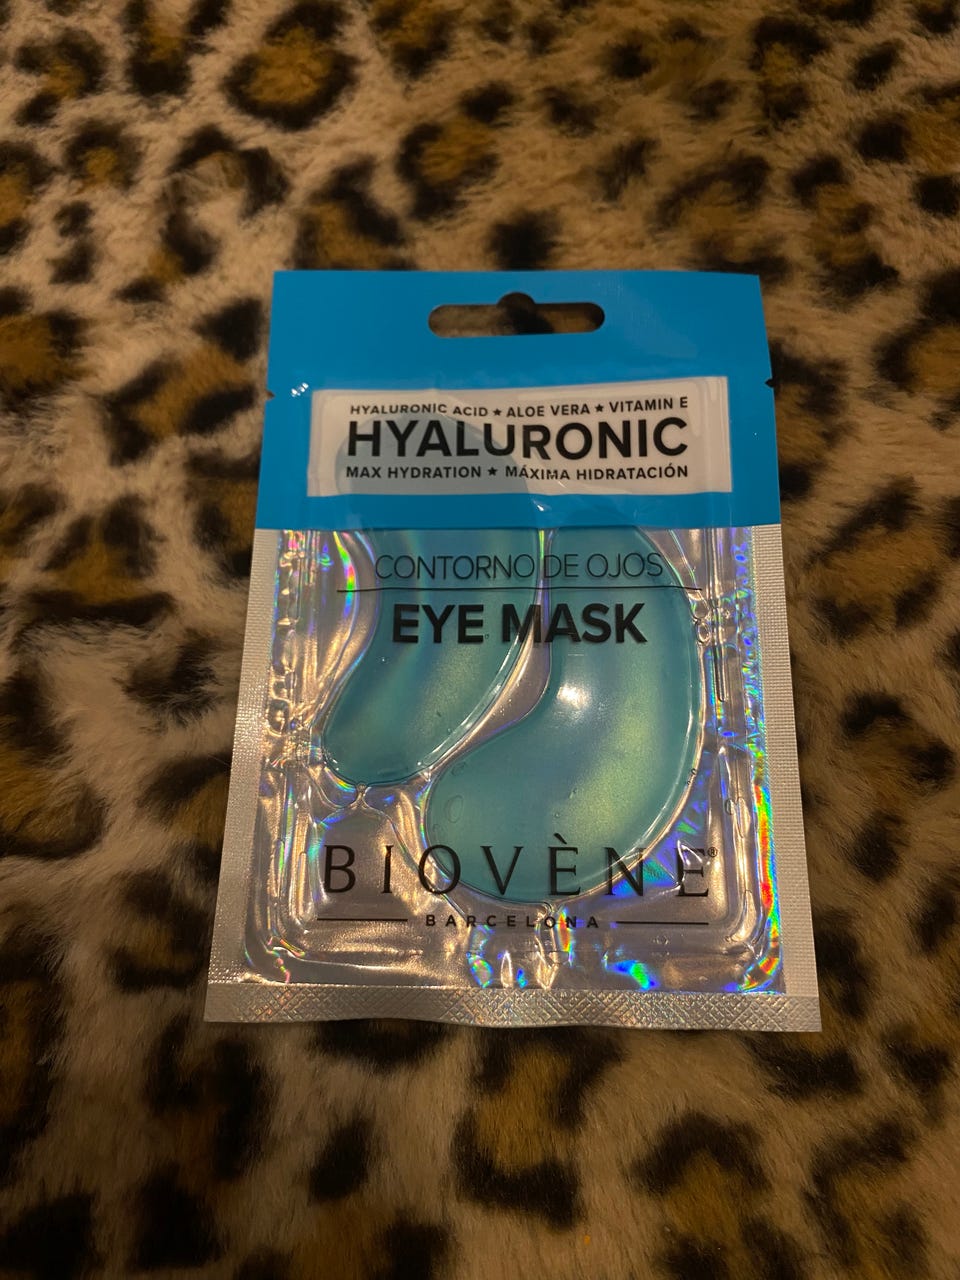 HYALURONIC ACID ★ ALOE VERA ★ VITAMIN E
HYALURONIC
MAX HYDRATION ★ MÁXIMA HIDRATACIÓN
CONTORNO DE OJOS
EYE MASK
BIOVÈNE®
BARCELONA